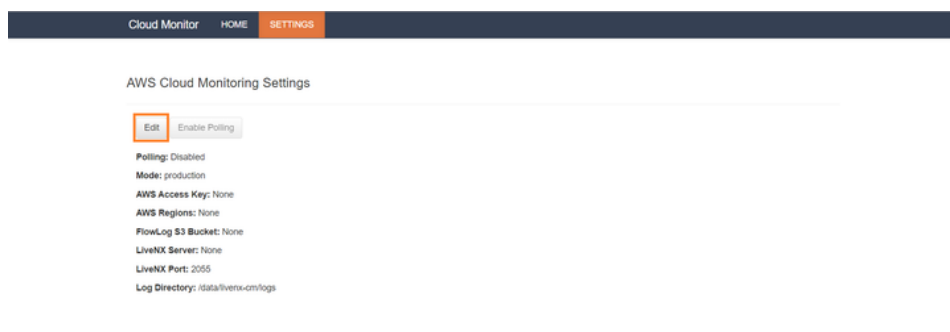 Cloud Monitor HOME SETTINGS
AWS Cloud Monitoring Settings
Edit Enable Polling
Polling: Disabled
Mode: production
AWS Access Key: None
AWS Regions: None
FlowLog S3 Bucket: None
LiveNX Server: None
LiveNX Port: 2055
Log Directory: /data/livenx-cm/logs